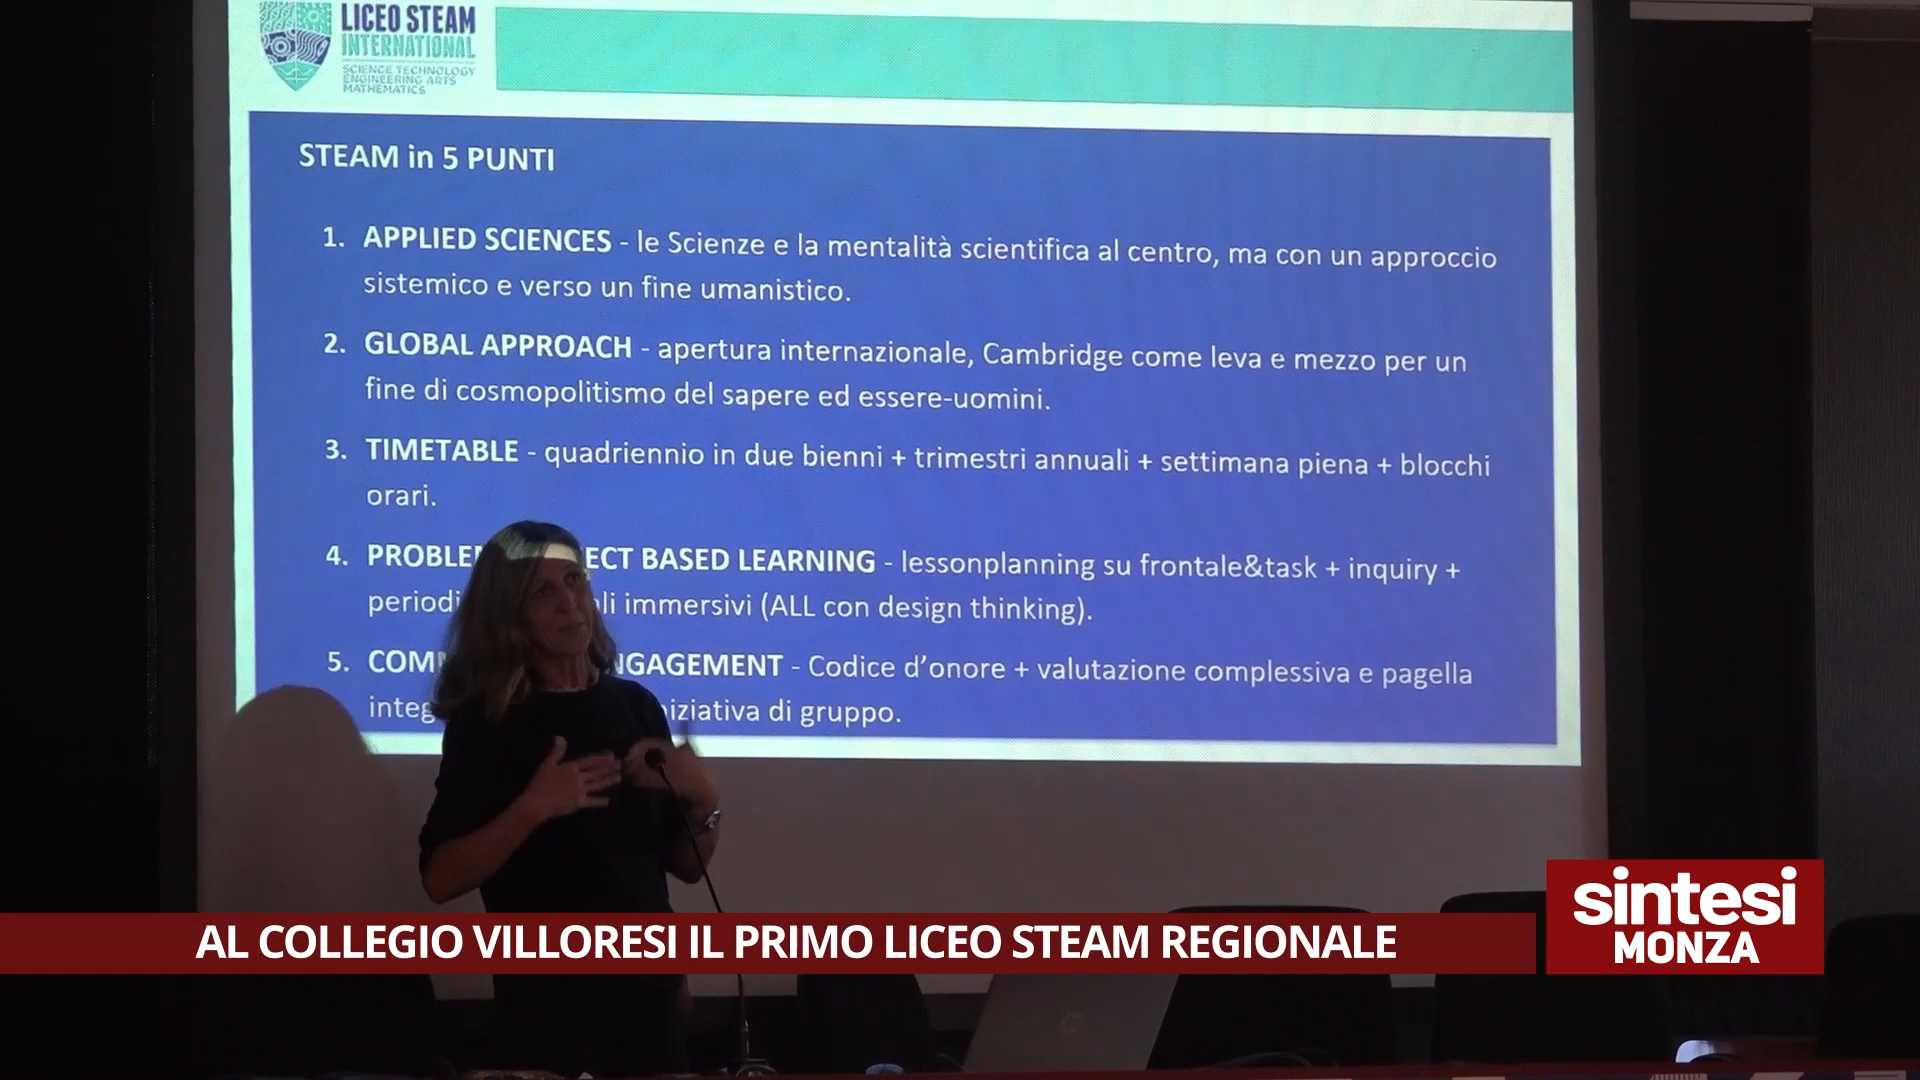 LICEO STEAM
INTERNATIONAL
SCIENCE TECHNOLOGY
ENGINEERING ARTS
MATHEMATICS
STEAM in 5 PUNTI
1. APPLIED SCIENCES - le Scienze e la mentalità scientifica al centro, ma con un approccio
sistemico e verso un fine umanistico.
2. GLOBAL APPROACH - apertura internazionale, Cambridge come leva e mezzo per un
fine di cosmopolitismo del sapere ed essere-uomini.
3. TIMETABLE - quadriennio in due bienni + trimestri annuali + settimana piena + blocchi
orari.
4. BASED LEARNING - lessonplanning su frontale&task + inquiry +
immersivi (ALL con design thinking).
5. - Codice d'onore + valutazione complessiva e pagella
di gruppo.
AL COLLEGIO VILLORESI IL PRIMO LICEO STEAM REGIONALE
sintesi
MONZA